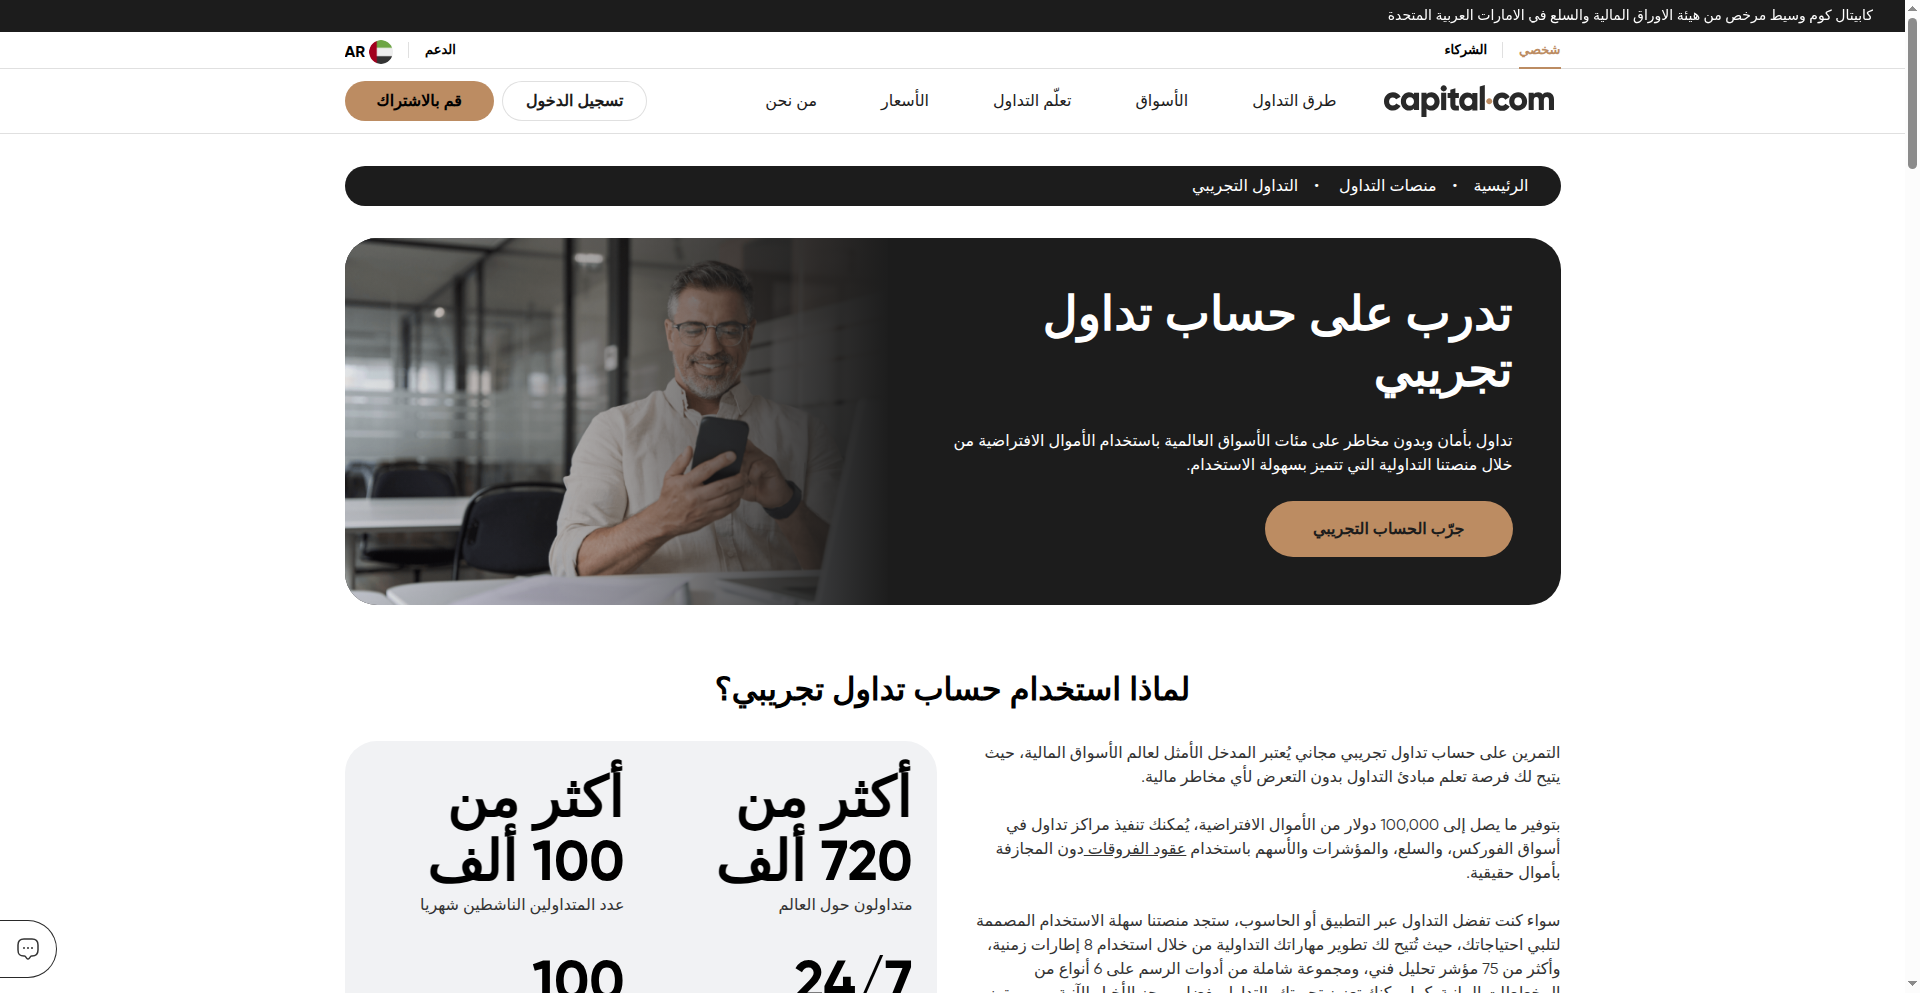 كابيتال كوم وسيط مرخص من هيئة الاوراق المالية والسلع في الامارات العربية المتحدة
شخصي
الشركاء
الدعم
AR
capital.com
طرق التداول
الأسواق
تعلّم التداول
الأسعار
من نحن
تسجيل الدخول
قم بالاشتراك
الرئيسية • منصات التداول • التداول التجريبي
تدرب على حساب تداول
تجريبي
تداول بأمان وبدون مخاطر على مئات الأسواق العالمية باستخدام الأموال الافتراضية من
خلال منصتنا التداولية التي تتميز بسهولة الاستخدام.
جرّب الحساب التجريبي
لماذا استخدام حساب تداول تجريبي؟
التمرين على حساب تداول تجريبي مجاني يُعتبر المدخل الأمثل لعالم الأسواق المالية، حيث
يتيح لك فرصة تعلم مبادئ التداول بدون التعرض لأي مخاطر مالية.
بتوفير ما يصل إلى 100,000 دولار من الأموال الافتراضية، يُمكنك تنفيذ مراكز تداول في
أسواق الفوركس، والسلع، والمؤشرات والأسهم باستخدام عقود الفروقات دون المجازفة
بأموال حقيقية.
سواء كنت تفضل التداول عبر التطبيق أو الحاسوب، ستجد منصتنا سهلة الاستخدام المصممة
لتلبي احتياجاتك، حيث تُتيح لك تطوير مهاراتك التداولية من خلال استخدام 8 إطارات زمنية،
وأكثر من 75 مؤشر تحليل فني، ومجموعة شاملة من أدوات الرسم على 6 أنواع من
أكثر من
720 ألف
متداولون حول العالم
أكثر من
100 ألف
عدد المتداولين الناشطين شهريا
24/7
100